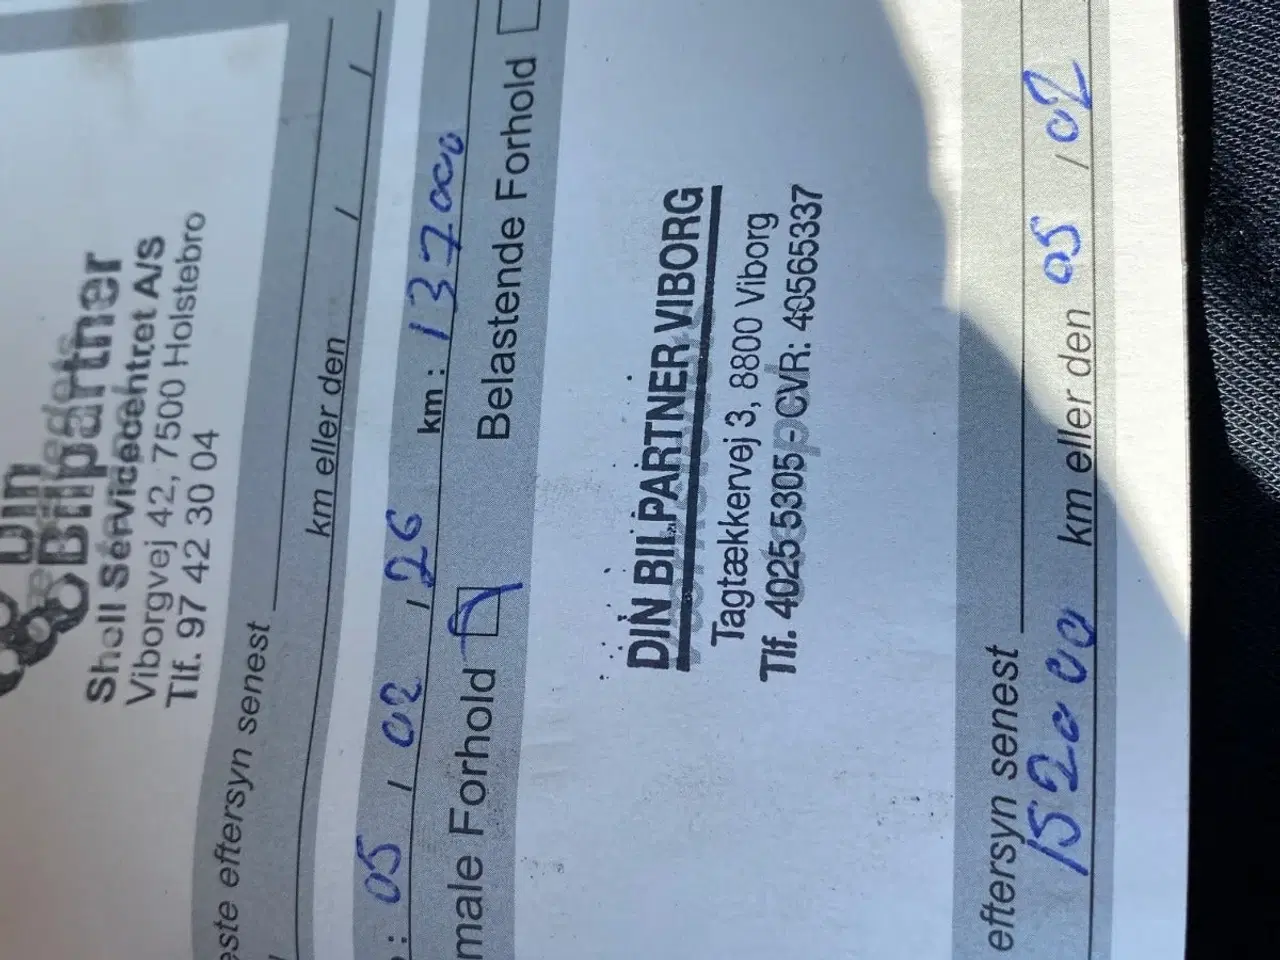 Din
Bilpartner
Shell Servicecentret A/S
Viborgvej 42, 7500 Holstebro
Tlf. 97 42 30 04
este eftersyn senest
km eller den / /
: 05 / 02 / 26 km: 137000
male Forhold Belastende Forhold
DIN BILPARTNER VIBORG
Tagtækkervej 3, 8800 Viborg
Tlf. 4025 5305 - CVR: 40565337
eftersyn senest
152000 km eller den 05 / 02